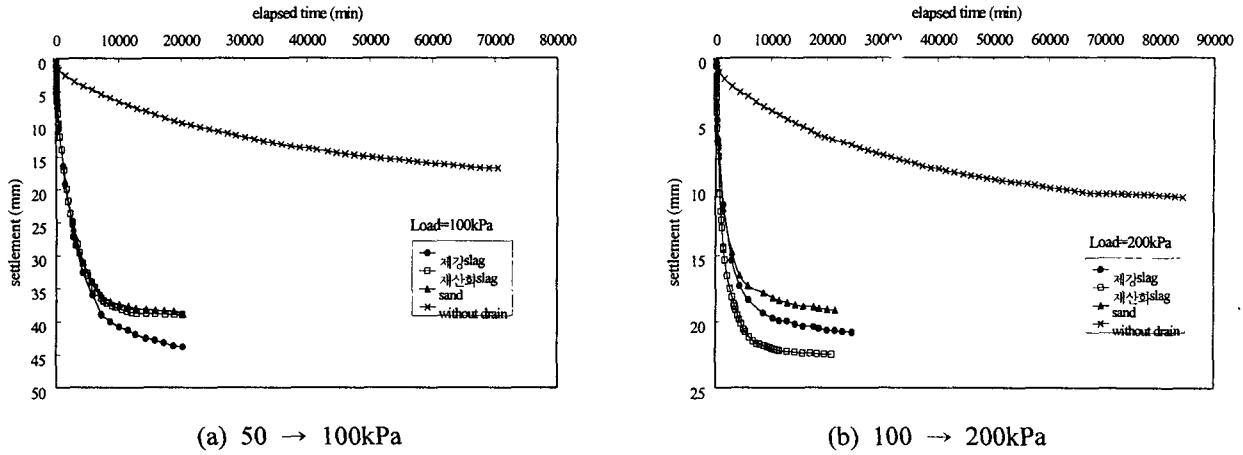 elapsed time (min)
0 10000 20000 30000 40000 50000 60000 70000 80000
0
5
10
15
20
25
30
35
40
45
50
settlement (mm)
Load=100kPa
제강slag
재산화slag
sand
without drain
(a) 50 → 100kPa
elapsed time (min)
0 10000 20000 40000 50000 60000 70000 80000 90000
0
5
10
15
20
25
settlement (mm)
Load=200kPa
제강slag
재산화slag
sand
without drain
(b) 100 → 200kPa